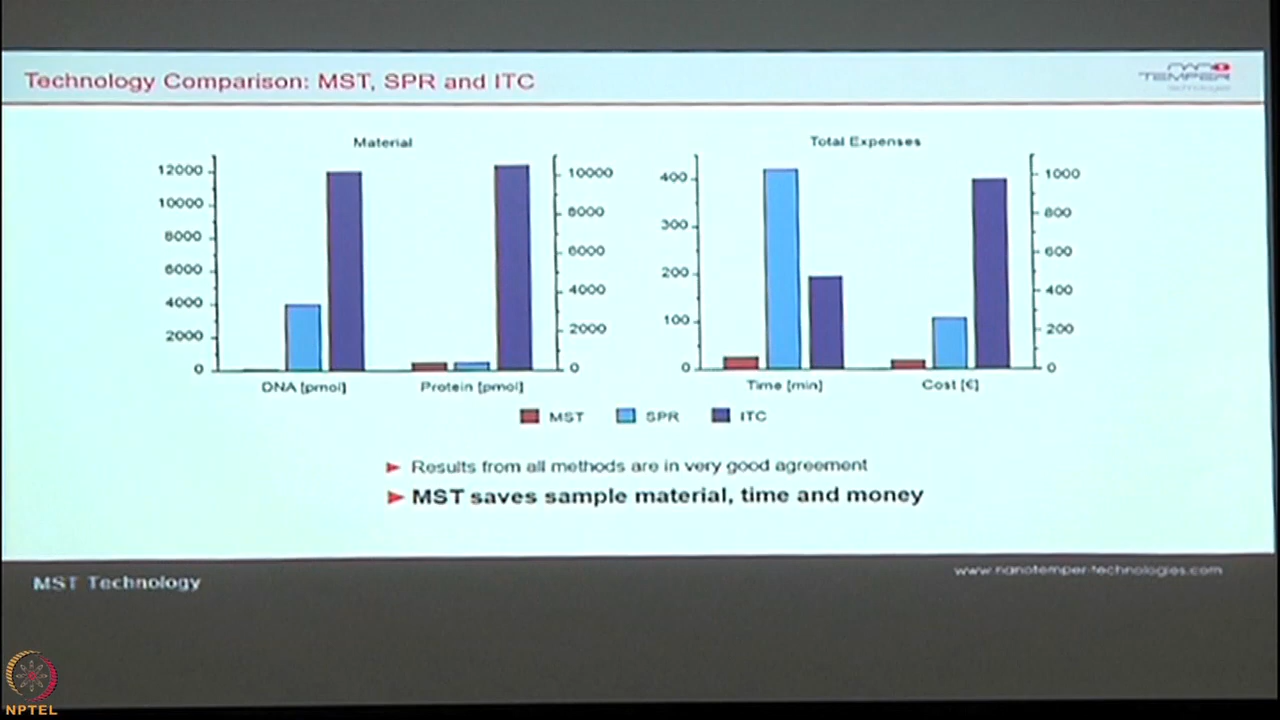 Technology Comparison: MST, SPR and ITC
NANO
TEMPER
technologies
Material
Total Expenses
12000
10000
8000
6000
4000
2000
0
10000
8000
6000
4000
2000
0
400
300
200
100
0
1000
800
600
400
200
0
DNA [pmol]
Protein [pmol]
Time [min]
Cost [€]
MST
SPR
ITC
Results from all methods are in very good agreement
MST saves sample material, time and money
MST Technology
www.nanotemper-technologies.com
NPTEL